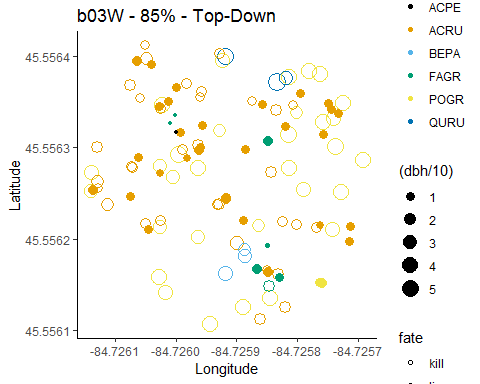 b03W - 85% - Top-Down
45.5564
45.5563
45.5562
45.5561
Latitude
-84.7261
-84.7260
-84.7259
-84.7258
-84.7257
Longitude
ACPE
ACRU
BEPA
FAGR
POGR
QURU
(dbh/10)
1
2
3
4
5
fate
kill